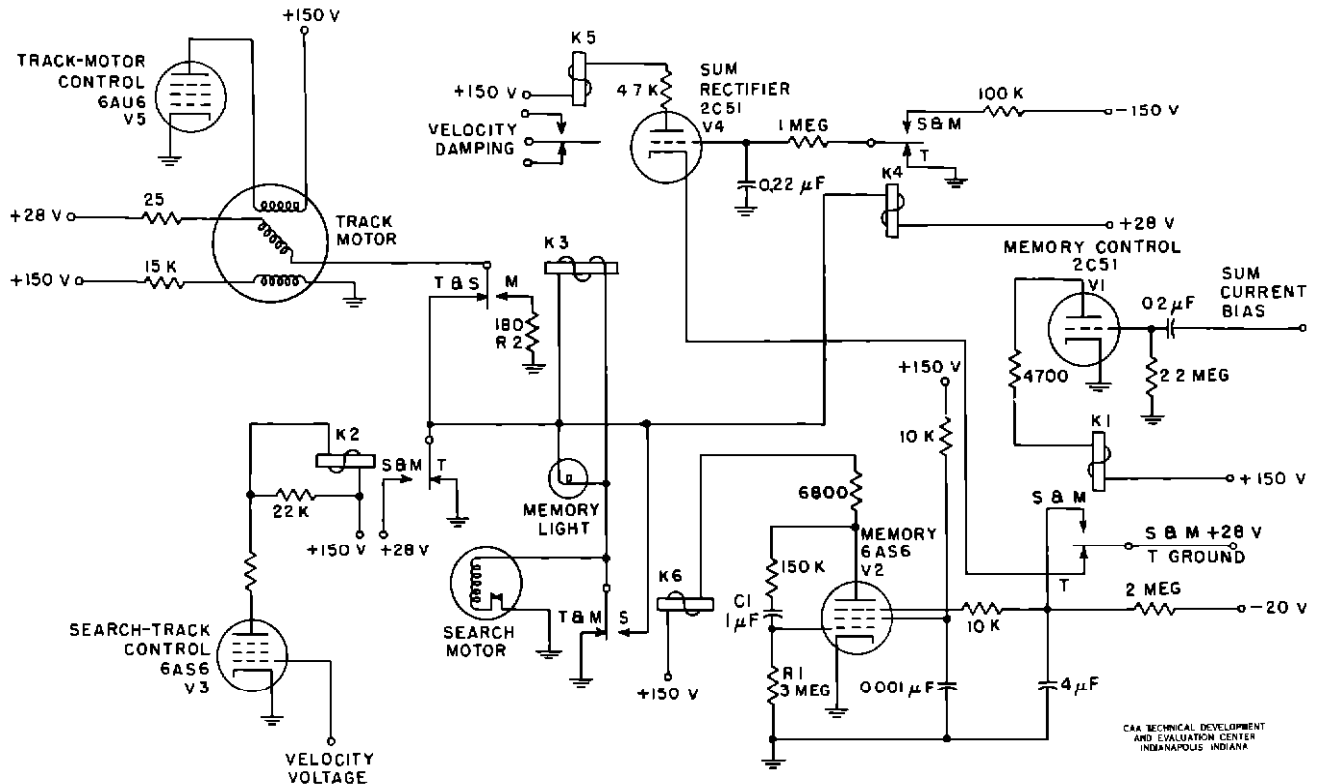 +150 V
TRACK-MOTOR
CONTROL
6AU6
V5
+28 V
25
TRACK
MOTOR
+150 V
15 K
K5
+150 V
47 K
SUM
RECTIFIER
2C51
V4
VELOCITY
DAMPING
1 MEG
0.22 µF
100 K
-150 V
S & M
T
K4
+28 V
K3
T & S
M
180
R 2
MEMORY CONTROL
2C51
V1
SUM
CURRENT
BIAS
02 µF
4700
2 2 MEG
K1
+150 V
+150 V
10 K
K2
S & M
T
22 K
+150 V
+28 V
MEMORY
LIGHT
6800
S & M
S & M +28 V
T GROUND
T
MEMORY
6AS6
V2
150 K
C1
1 µF
K6
10 K
2 MEG
-20 V
SEARCH
MOTOR
T & M
S
SEARCH-TRACK
CONTROL
6AS6
V3
+150 V
R1
3 MEG
0 001 µF
4 µF
VELOCITY
VOLTAGE
CAA TECHNICAL DEVELOPMENT
AND EVALUATION CENTER
INDIANAPOLIS INDIANA